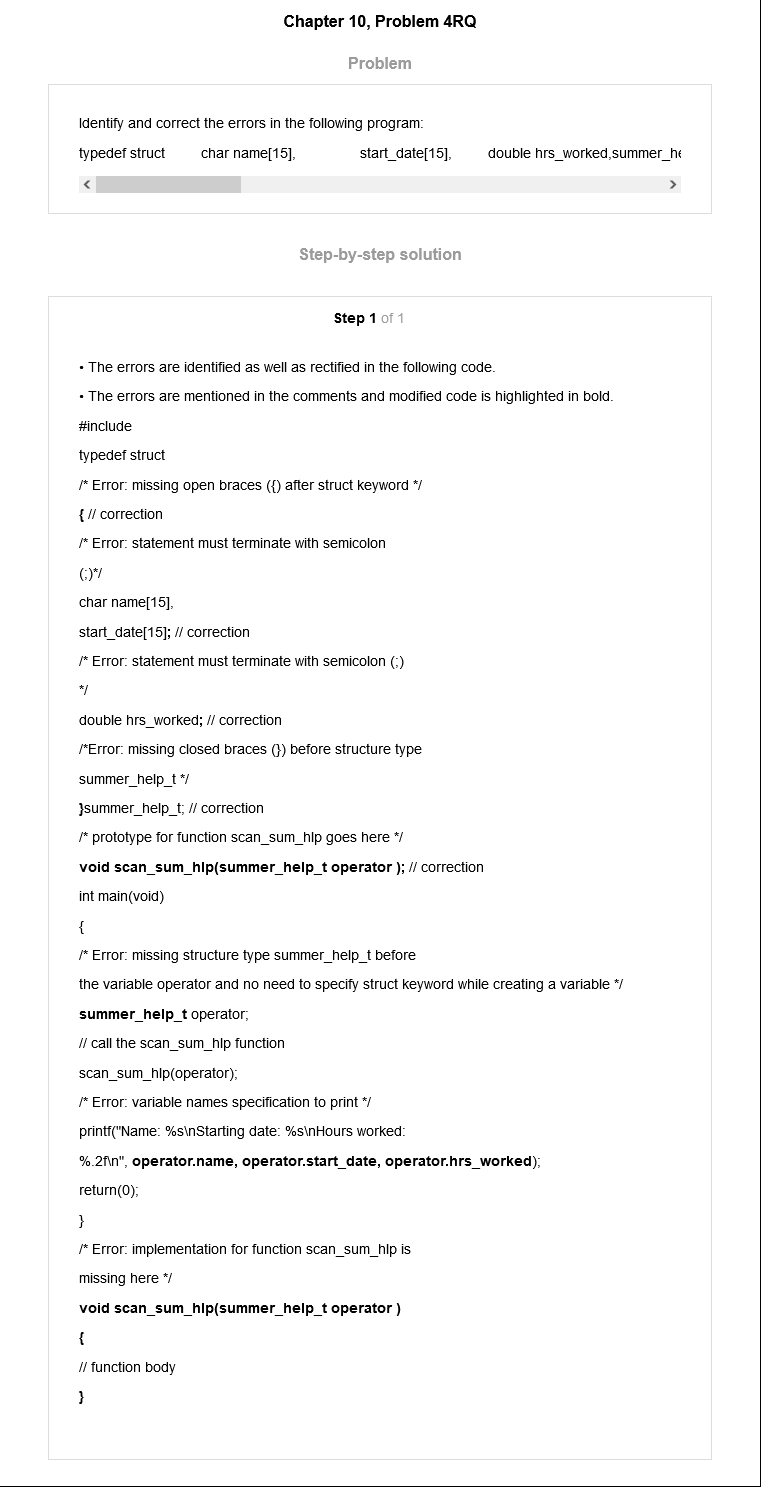 Chapter 10, Problem 4RQ
Problem
Identify and correct the errors in the following program:
typedef struct char name[15], start_date[15], double hrs_worked,summer_he
Step-by-step solution
Step 1 of 1
• The errors are identified as well as rectified in the following code.
• The errors are mentioned in the comments and modified code is highlighted in bold.
#include
typedef struct
/* Error: missing open braces ({) after struct keyword */
{ // correction
/* Error: statement must terminate with semicolon
(;)*/
char name[15],
start_date[15]; // correction
/* Error: statement must terminate with semicolon (;)
*/
double hrs_worked; // correction
/*Error: missing closed braces (}) before structure type
summer_help_t */
}summer_help_t; // correction
/* prototype for function scan_sum_hlp goes here */
void scan_sum_hlp(summer_help_t operator ); // correction
int main(void)
{
/* Error: missing structure type summer_help_t before
the variable operator and no need to specify struct keyword while creating a variable */
summer_help_t operator;
// call the scan_sum_hlp function
scan_sum_hlp(operator);
/* Error: variable names specification to print */
printf("Name: %s\nStarting date: %s\nHours worked:
%.2f\n", operator.name, operator.start_date, operator.hrs_worked);
return(0);
}
/* Error: implementation for function scan_sum_hlp is
missing here */
void scan_sum_hlp(summer_help_t operator )
{
// function body
}